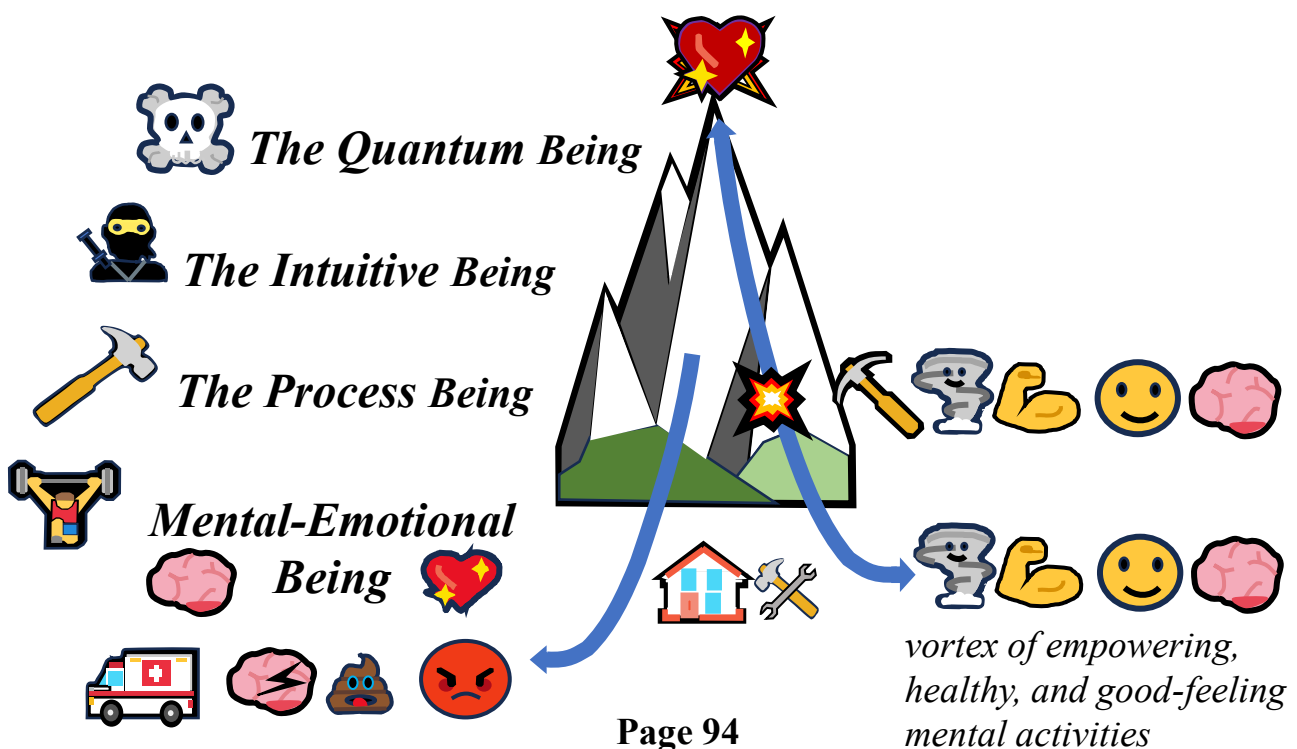 The Quantum Being
The Intuitive Being
The Process Being
Mental-Emotional
Being
vortex of empowering,
healthy, and good-feeling
mental activities
Page 94